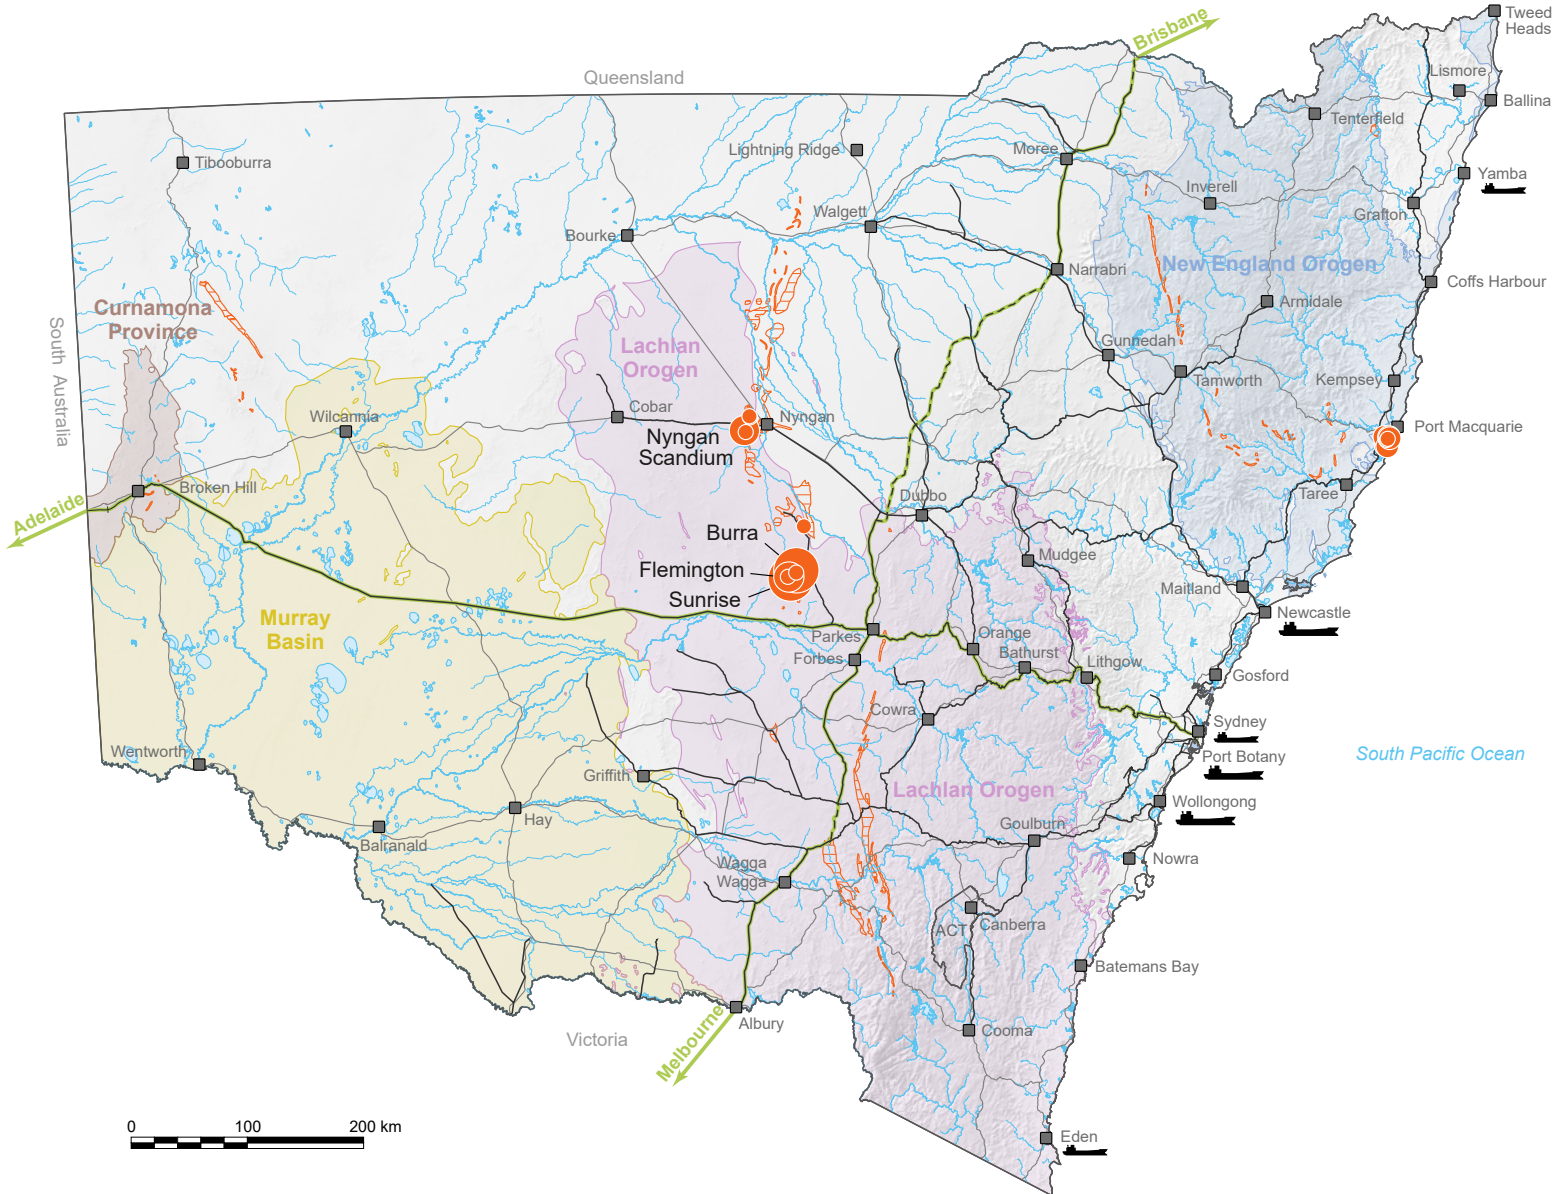 Tweed
Heads
Brisbane
Queensland
Lismore
Ballina
Tenterfield
Lightning Ridge
Moree
Tibooburra
Yamba
Inverell
Grafton
Walgett
Bourke
New England Orogen
Narrabri
Coffs Harbour
Armidale
Curnamona
Province
South Australia
Lachlan
Orogen
Gunnedah
Tamworth
Kempsey
Cobar
Nyngan
Wilcannia
Port Macquarie
Nyngan
Scandium
Broken Hill
Taree
Dubbo
Adelaide
Burra
Mudgee
Flemington
Maitland
Sunrise
Newcastle
Murray
Basin
Parkes
Orange
Forbes
Bathurst
Lithgow
Gosford
Cowra
Sydney
Port Botany
South Pacific Ocean
Wentworth
Griffith
Lachlan Orogen
Wollongong
Hay
Goulburn
Balranald
Nowra
Wagga
Wagga
ACT
Canberra
Batemans Bay
Albury
Cooma
Victoria
Melbourne
0 100 200 km
Eden